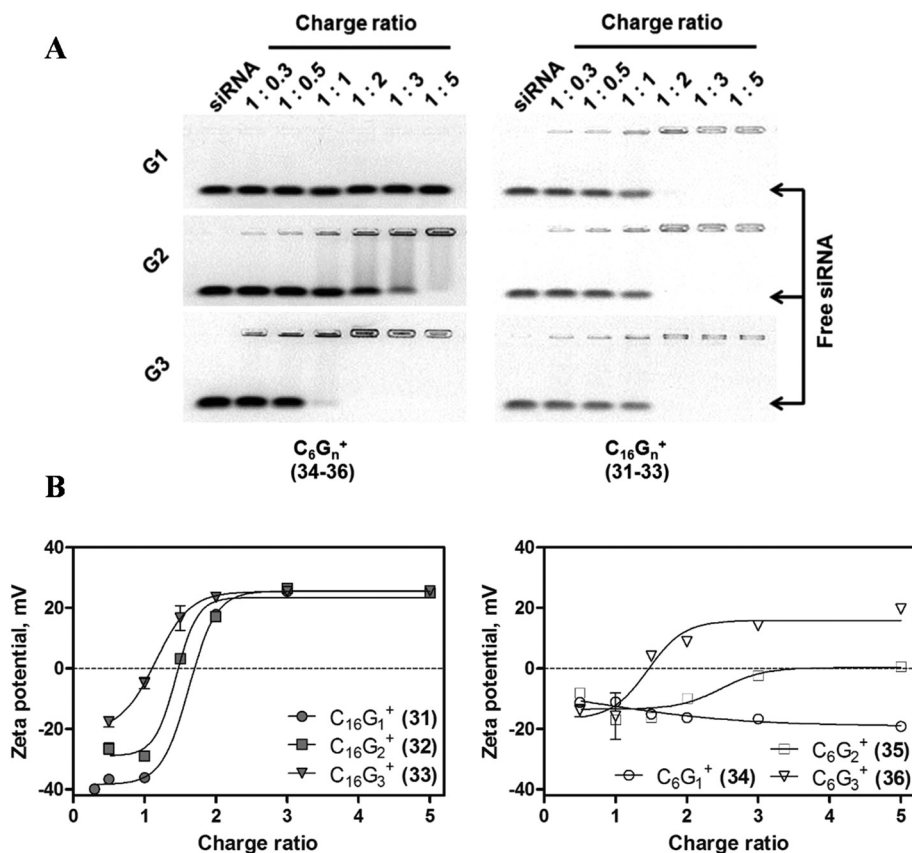 A
Charge ratio
siRNA 1:0.3 1:0.5 1:1 1:2 1:3 1:5
Charge ratio
siRNA 1:0.3 1:0.5 1:1 1:2 1:3 1:5
G1
G2
G3
Free siRNA
C₆Gₙ⁺
(34-36)
C₁₆Gₙ⁺
(31-33)
B
Zeta potential, mV
40
20
0
-20
-40
C₁₆G₁⁺ (31)
C₁₆G₂⁺ (32)
C₁₆G₃⁺ (33)
0 1 2 3 4 5
Charge ratio
Zeta potential, mV
40
20
0
-20
-40
C₆G₁⁺ (34)
C₆G₂⁺ (35)
C₆G₃⁺ (36)
0 1 2 3 4 5
Charge ratio